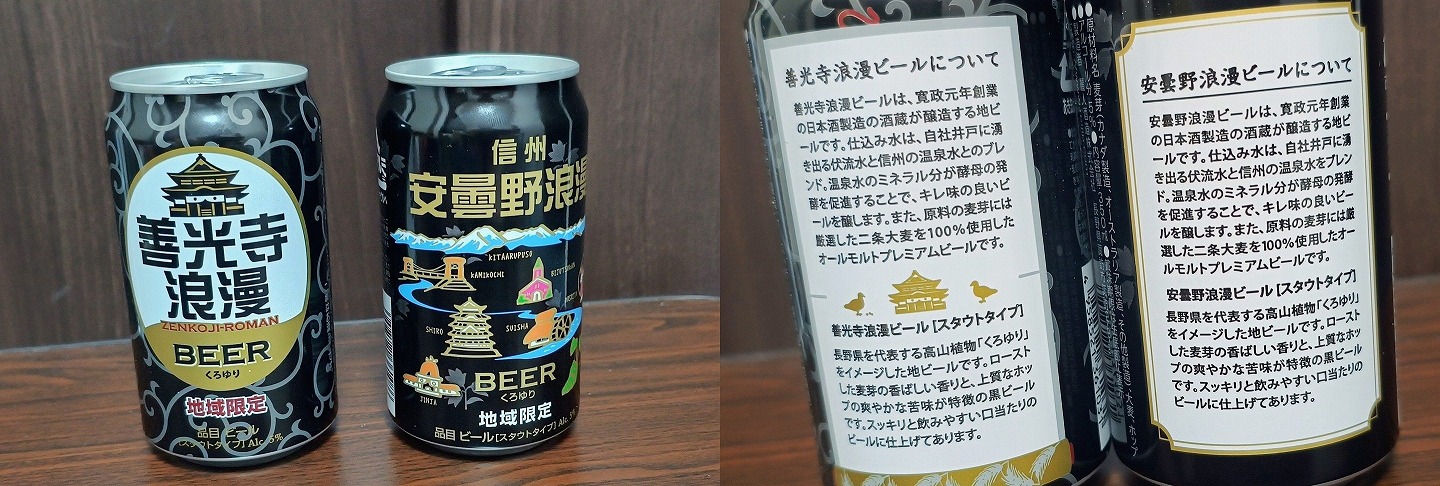 善光寺
浪漫
ZENKOJI-ROMAN
BEER
くろゆり
地域限定
品目 ビール
[スタウトタイプ] Alc.5%
信州
安曇野浪漫
KITAARUPUSU
KAMIKOCHI
SHIRO
SUISHA
JINJA
BEER
くろゆり
地域限定
品目 ビール[スタウトタイプ] Alc.5%
善光寺浪漫ビールについて
善光寺浪漫ビールは、寛政元年創業
の日本酒製造の酒蔵が醸造する地ビ
ールです。仕込み水は、自社井戸に湧
き出る伏流水と信州の温泉水とのブレ
ンド。温泉水のミネラル分が酵母の発
酵を促進することで、キレ味の良いビ
ールを醸します。また、原料の麦芽には
厳選した二条大麦を100%使用した
オールモルトプレミアムビールです。
善光寺浪漫ビール [スタウトタイプ]
長野県を代表する高山植物「くろゆり」
をイメージした地ビールです。ロースト
した麦芽の香ばしい香りと、上質なホッ
プの爽やかな苦味が特徴の黒ビール
です。スッキリと飲みやすい口当たりの
ビールに仕上げてあります。
安曇野浪漫ビールについて
安曇野浪漫ビールは、寛政元年創業
の日本酒製造の酒蔵が醸造する地ビ
ールです。仕込み水は、自社井戸に湧
き出る伏流水と信州の温泉水をブレン
ド。温泉水のミネラル分が酵母の発酵
を促進することで、キレ味の良いビー
ルを醸します。また、原料の麦芽には厳
選した二条大麦を100%使用したオー
ルモルトプレミアムビールです。
安曇野浪漫ビール [スタウトタイプ]
長野県を代表する高山植物「くろゆり」
をイメージした地ビールです。ロースト
した麦芽の香ばしい香りと、上質なホッ
プの爽やかな苦味が特徴の黒ビール
です。スッキリと飲みやすい口当たりの
ビールに仕上げてあります。